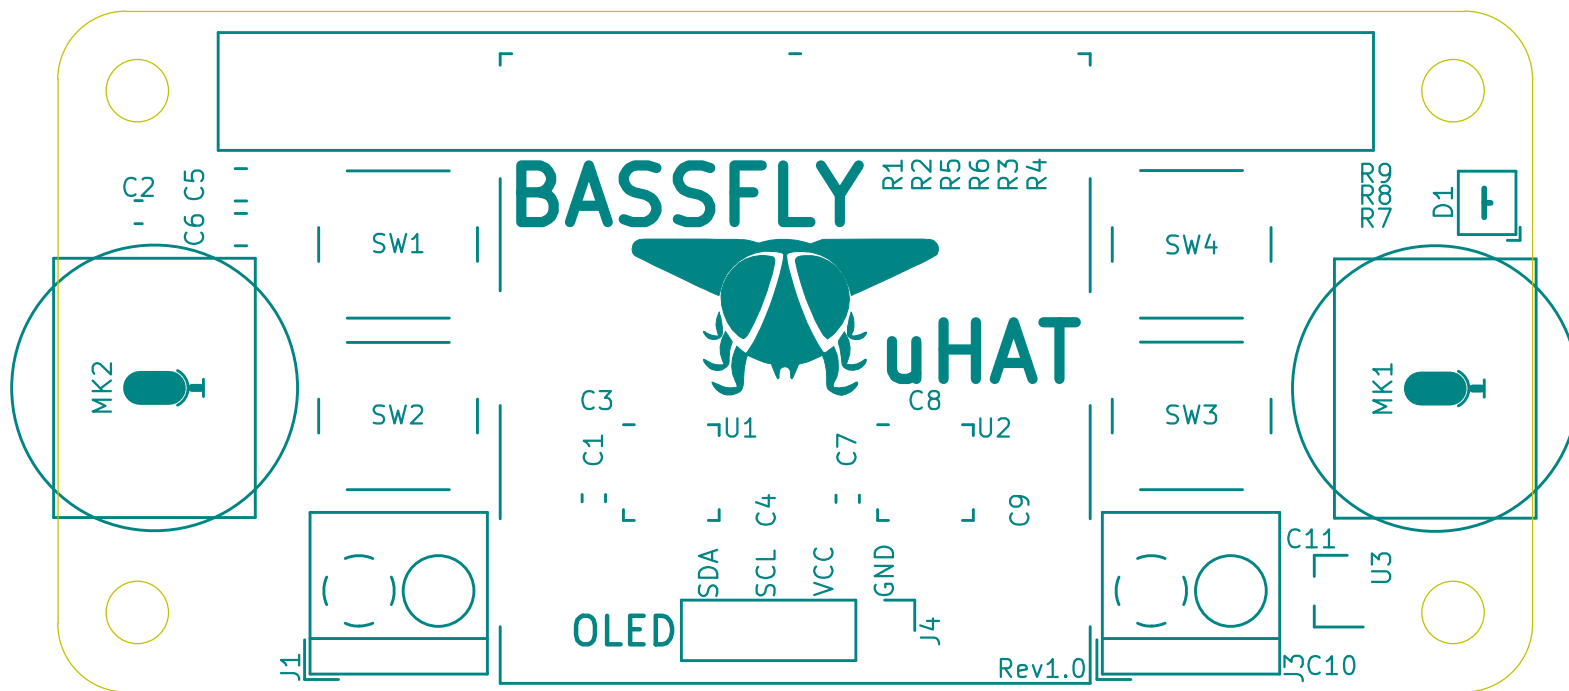 BASSFLY
R1
R2
R5
R6
R3
R4
R9
R8
R7
D1
C2
C5
C6
SW1
SW4
uHAT
MK2
MK1
SW2
SW3
C3
C8
U1
U2
C1
C7
C4
C9
C11
U3
SDA
SCL
VCC
GND
OLED
J4
J1
Rev1.0
J3
C10